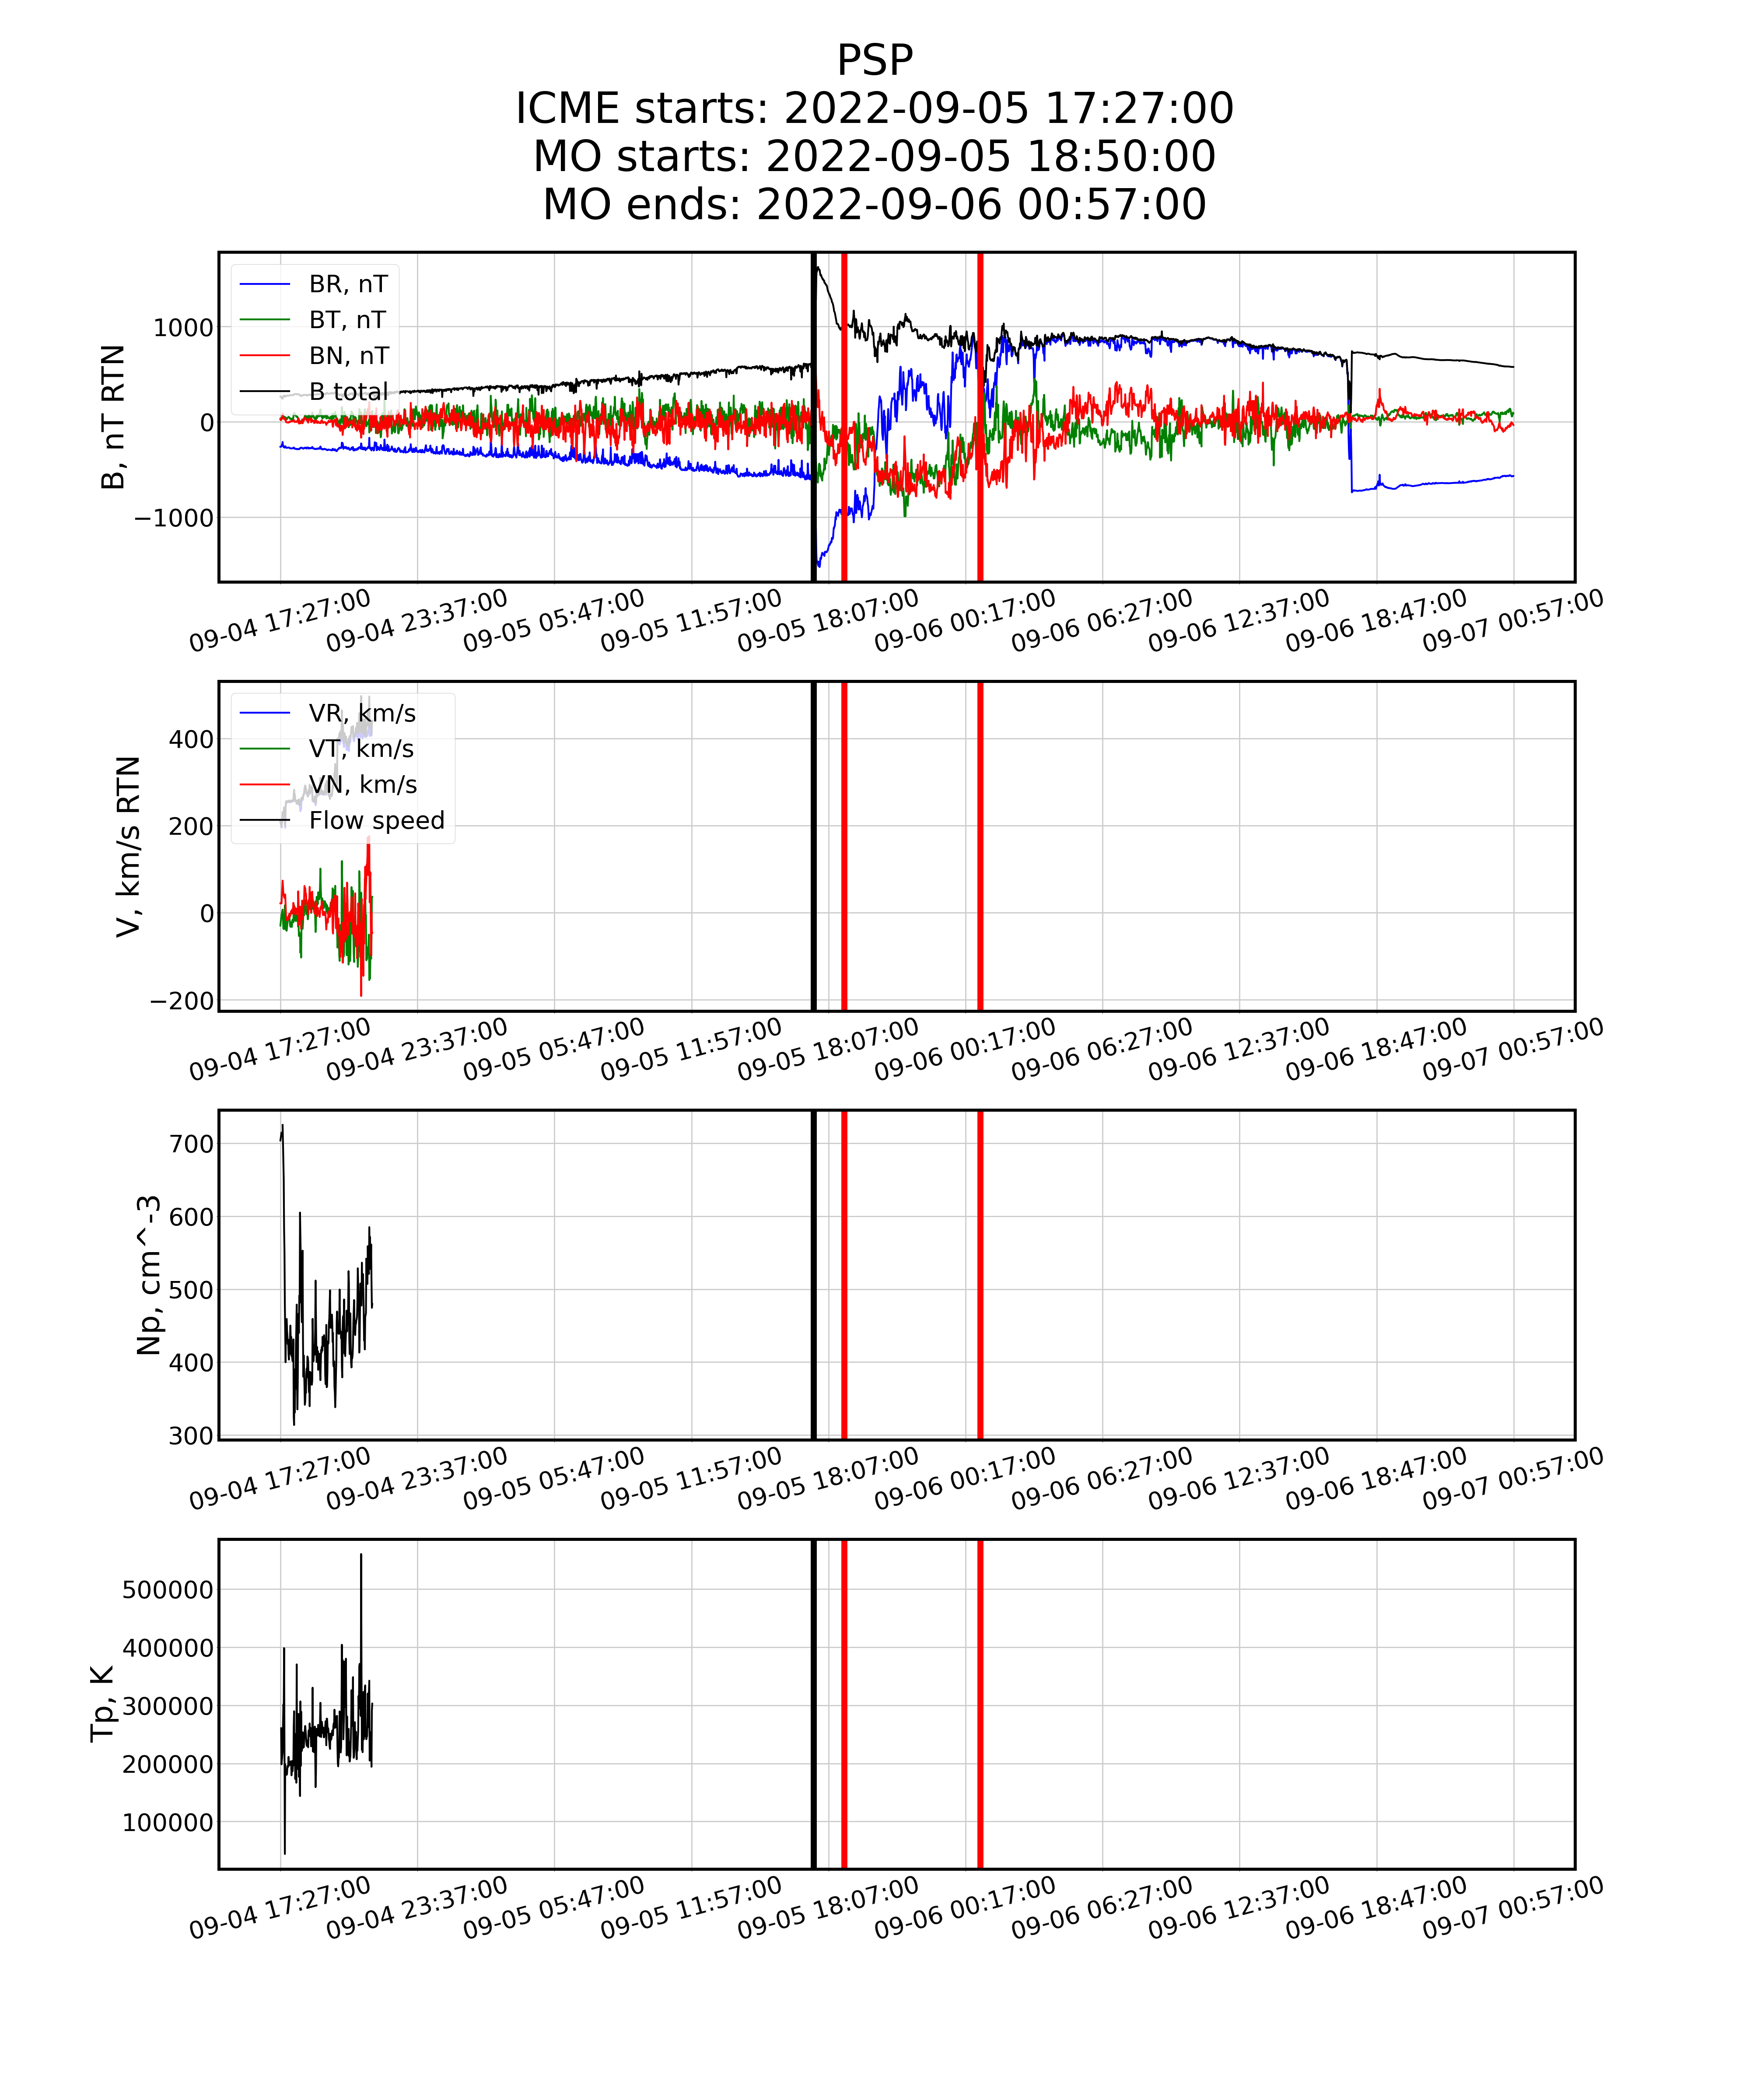 PSP
ICME starts: 2022-09-05 17:27:00
MO starts: 2022-09-05 18:50:00
MO ends: 2022-09-06 00:57:00
B, nT RTN
1000
0
−1000
BR, nT
BT, nT
BN, nT
B total
09-04 17:27:00 09-04 23:37:00 09-05 05:47:00 09-05 11:57:00 09-05 18:07:00 09-06 00:17:00 09-06 06:27:00 09-06 12:37:00 09-06 18:47:00 09-07 00:57:00
V, km/s RTN
400
200
0
−200
VR, km/s
VT, km/s
VN, km/s
Flow speed
09-04 17:27:00 09-04 23:37:00 09-05 05:47:00 09-05 11:57:00 09-05 18:07:00 09-06 00:17:00 09-06 06:27:00 09-06 12:37:00 09-06 18:47:00 09-07 00:57:00
Np, cm^-3
700
600
500
400
300
09-04 17:27:00 09-04 23:37:00 09-05 05:47:00 09-05 11:57:00 09-05 18:07:00 09-06 00:17:00 09-06 06:27:00 09-06 12:37:00 09-06 18:47:00 09-07 00:57:00
Tp, K
500000
400000
300000
200000
100000
09-04 17:27:00 09-04 23:37:00 09-05 05:47:00 09-05 11:57:00 09-05 18:07:00 09-06 00:17:00 09-06 06:27:00 09-06 12:37:00 09-06 18:47:00 09-07 00:57:00